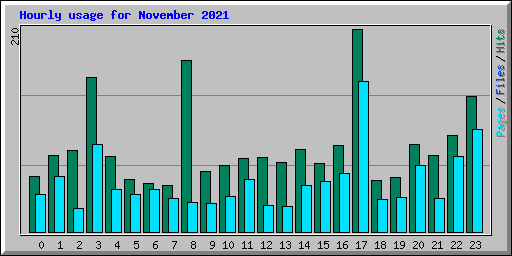 Hourly usage for November 2021
210
Pages / Files / Hits
0 1 2 3 4 5 6 7 8 9 10 11 12 13 14 15 16 17 18 19 20 21 22 23